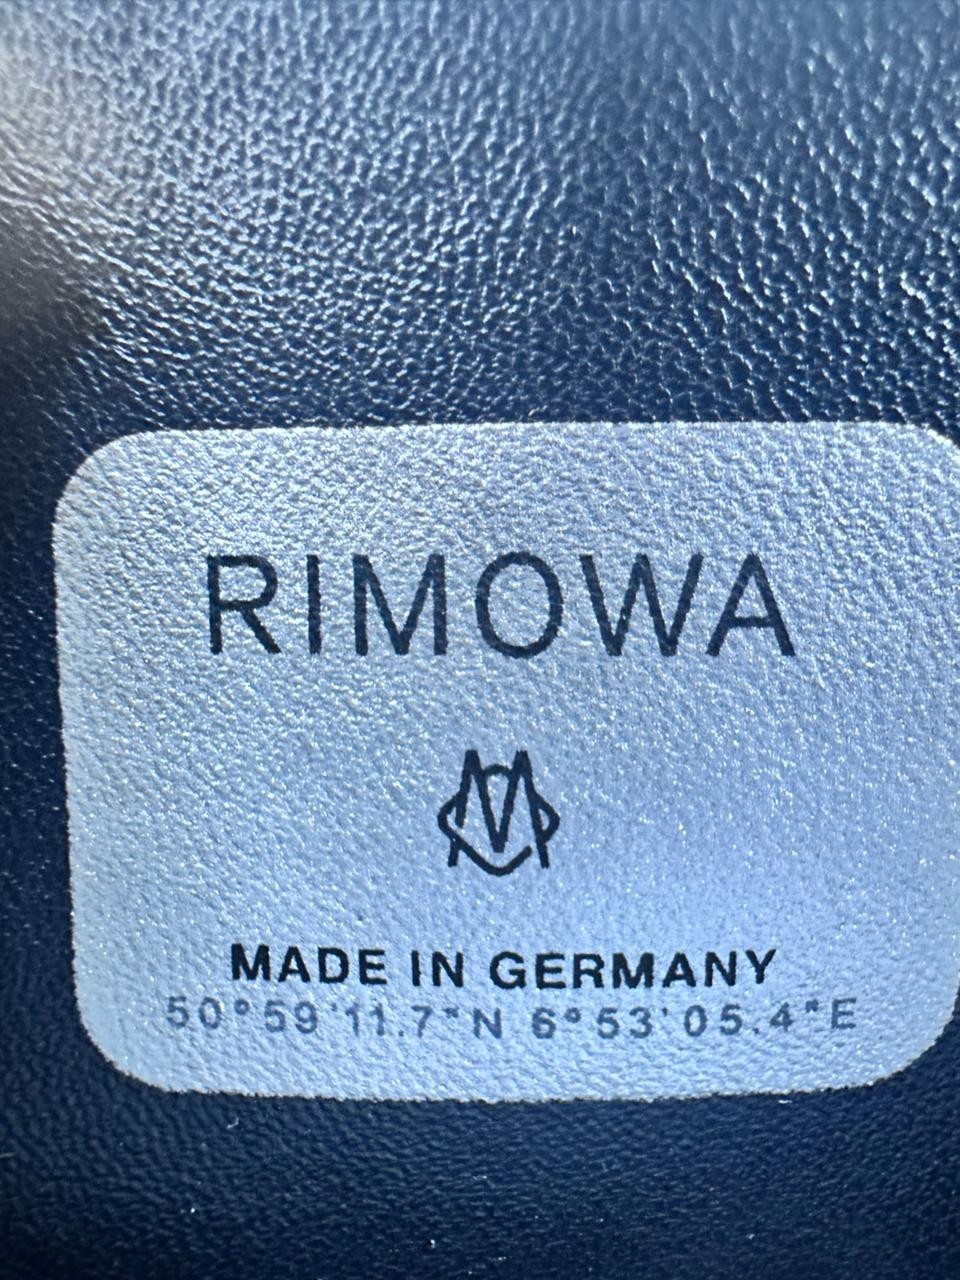 RIMOWA
MADE IN GERMANY
50°59'11.7"N 6°53'05.4"E